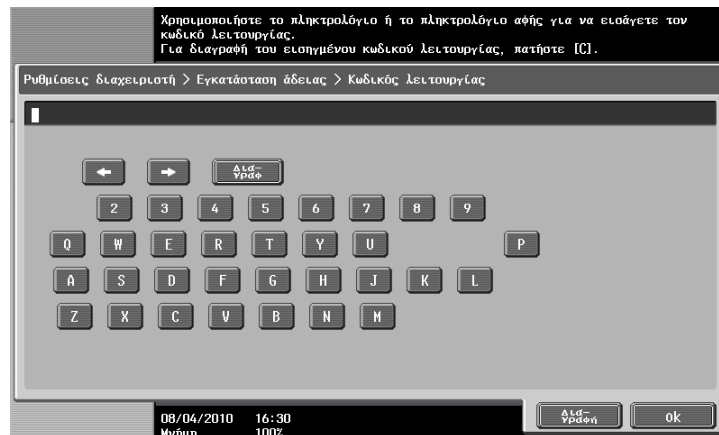 Χρησιμοποιήστε το πληκτρολόγιο ή το πληκτρολόγιο αφής για να εισάγετε τον
κωδικό λειτουργίας.
Για διαγραφή του εισηγμένου κωδικού λειτουργίας, πατήστε [C].
Ρυθμίσεις διαχειριστή > Εγκατάσταση άδειας > Κωδικός λειτουργίας
← → Δια-
γραφ
2 3 4 5 6 7 8 9
Q W E R T Y U P
A S D F G H J K L
Z X C V B N M
Δια-
γραφή ok
08/04/2010 16:30
Μνήμη 100%